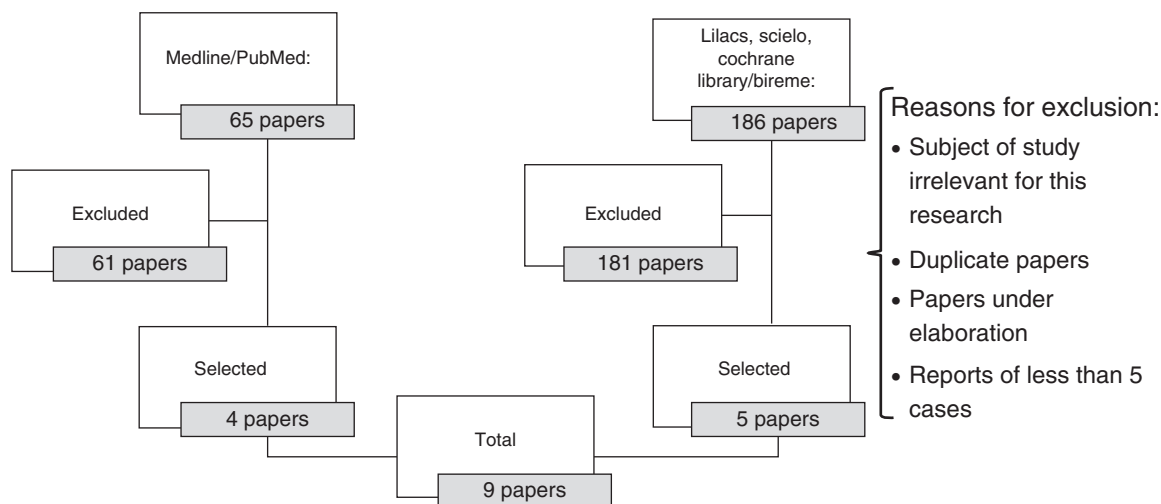 Medline/PubMed:
65 papers
Excluded
61 papers
Selected
4 papers
Lilacs, scielo,
cochrane
library/bireme:
186 papers
Excluded
181 papers
Selected
5 papers
Total
9 papers
Reasons for exclusion:
• Subject of study
irrelevant for this
research
• Duplicate papers
• Papers under
elaboration
• Reports of less than 5
cases